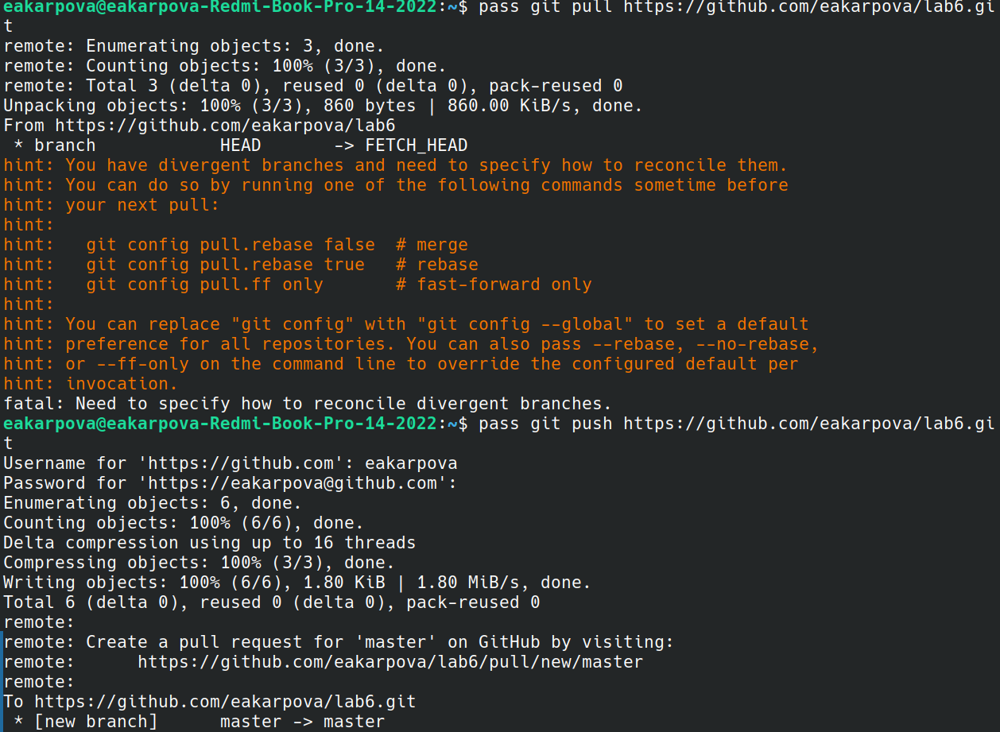 eakarpova@eakarpova-Redmi-Book-Pro-14-2022:~$ pass git pull https://github.com/eakarpova/lab6.gi
t
remote: Enumerating objects: 3, done.
remote: Counting objects: 100% (3/3), done.
remote: Total 3 (delta 0), reused 0 (delta 0), pack-reused 0
Unpacking objects: 100% (3/3), 860 bytes | 860.00 KiB/s, done.
From https://github.com/eakarpova/lab6
 * branch            HEAD       -> FETCH_HEAD
hint: You have divergent branches and need to specify how to reconcile them.
hint: You can do so by running one of the following commands sometime before
hint: your next pull:
hint:
hint:   git config pull.rebase false  # merge
hint:   git config pull.rebase true   # rebase
hint:   git config pull.ff only       # fast-forward only
hint:
hint: You can replace "git config" with "git config --global" to set a default
hint: preference for all repositories. You can also pass --rebase, --no-rebase,
hint: or --ff-only on the command line to override the configured default per
hint: invocation.
fatal: Need to specify how to reconcile divergent branches.
eakarpova@eakarpova-Redmi-Book-Pro-14-2022:~$ pass git push https://github.com/eakarpova/lab6.gi
t
Username for 'https://github.com': eakarpova
Password for 'https://eakarpova@github.com':
Enumerating objects: 6, done.
Counting objects: 100% (6/6), done.
Delta compression using up to 16 threads
Compressing objects: 100% (3/3), done.
Writing objects: 100% (6/6), 1.80 KiB | 1.80 MiB/s, done.
Total 6 (delta 0), reused 0 (delta 0), pack-reused 0
remote:
remote: Create a pull request for 'master' on GitHub by visiting:
remote:      https://github.com/eakarpova/lab6/pull/new/master
remote:
To https://github.com/eakarpova/lab6.git
 * [new branch]      master -> master